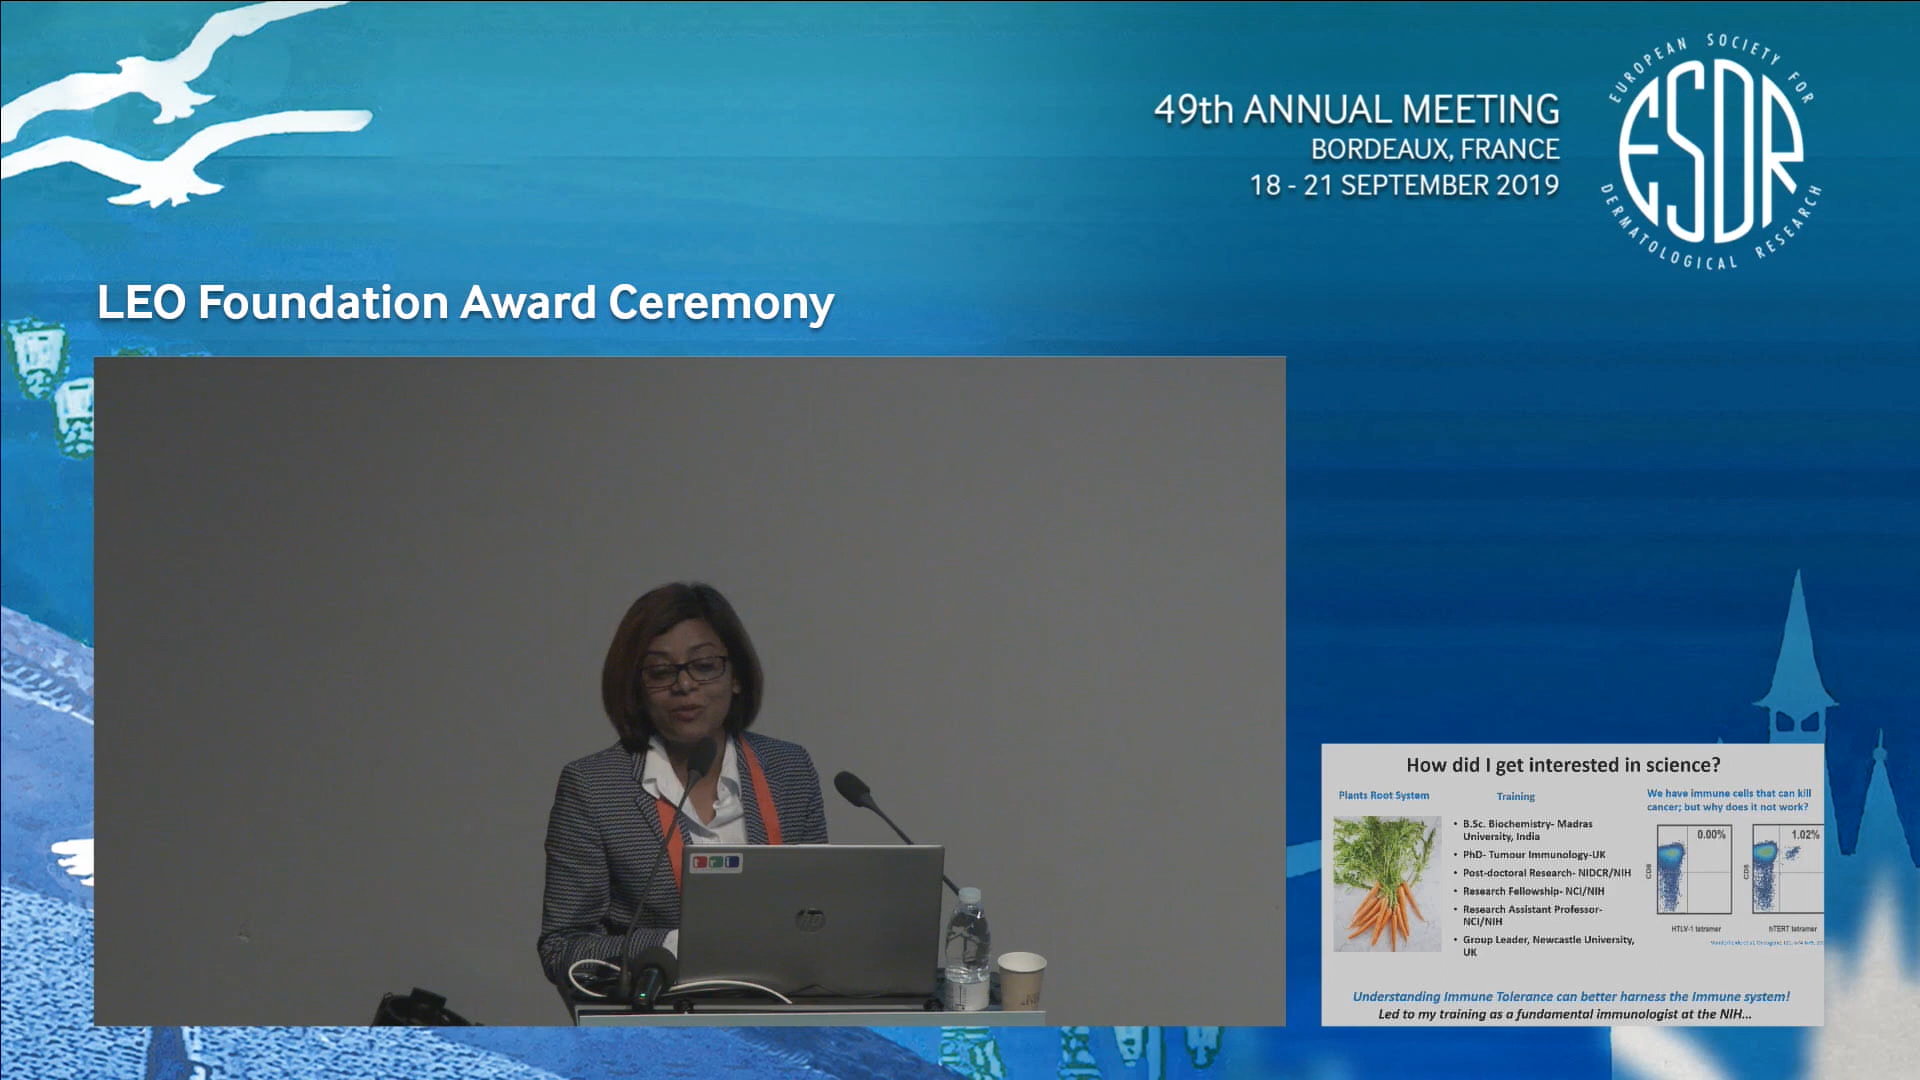 49th ANNUAL MEETING
BORDEAUX, FRANCE
18 - 21 SEPTEMBER 2019
EUROPEAN SOCIETY FOR
ESDR
DERMATOLOGICAL RESEARCH
LEO Foundation Award Ceremony
hp
How did I get interested in science?
Plants Root System
Training
• B.Sc. Biochemistry- Madras
University, India
• PhD- Tumour Immunology-UK
• Post-doctoral Research- NIDCR/NIH
• Research Fellowship- NCI/NIH
• Research Assistant Professor-
NCI/NIH
• Group Leader, Newcastle University,
UK
We have immune cells that can kill
cancer; but why does it not work?
0.00%
1.02%
CD8
CD8
HTLV-1 tetramer
hTERT tetramer
Understanding Immune Tolerance can better harness the immune system!
Led to my training as a fundamental immunologist at the NIH...